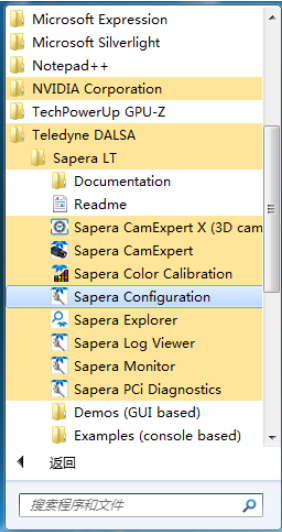 Microsoft Expression
Microsoft Silverlight
Notepad++
NVIDIA Corporation
TechPowerUp GPU-Z
Teledyne DALSA
Sapera LT
Documentation
Readme
Sapera CamExpert X (3D cam
Sapera CamExpert
Sapera Color Calibration
Sapera Configuration
Sapera Explorer
Sapera Log Viewer
Sapera Monitor
Sapera PCi Diagnostics
Demos (GUI based)
Examples (console based)
返回
搜索程序和文件